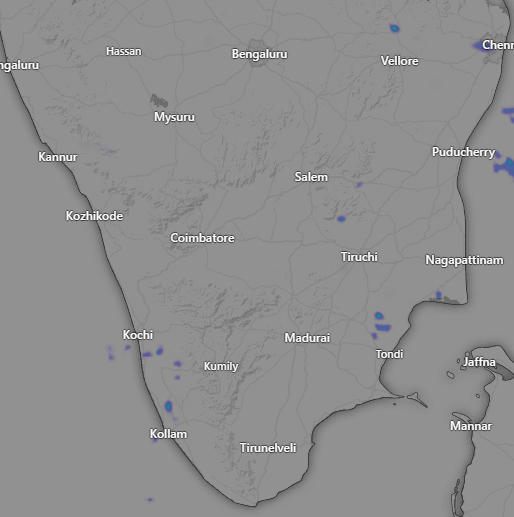 Hassan
Bengaluru
Chenn
ngaluru
Vellore
Mysuru
Kannur
Puducherry
Salem
Kozhikode
Coimbatore
Tiruchi
Nagapattinam
Kochi
Madurai
Tondi
Kumily
Jaffna
Kollam
Mannar
Tirunelveli